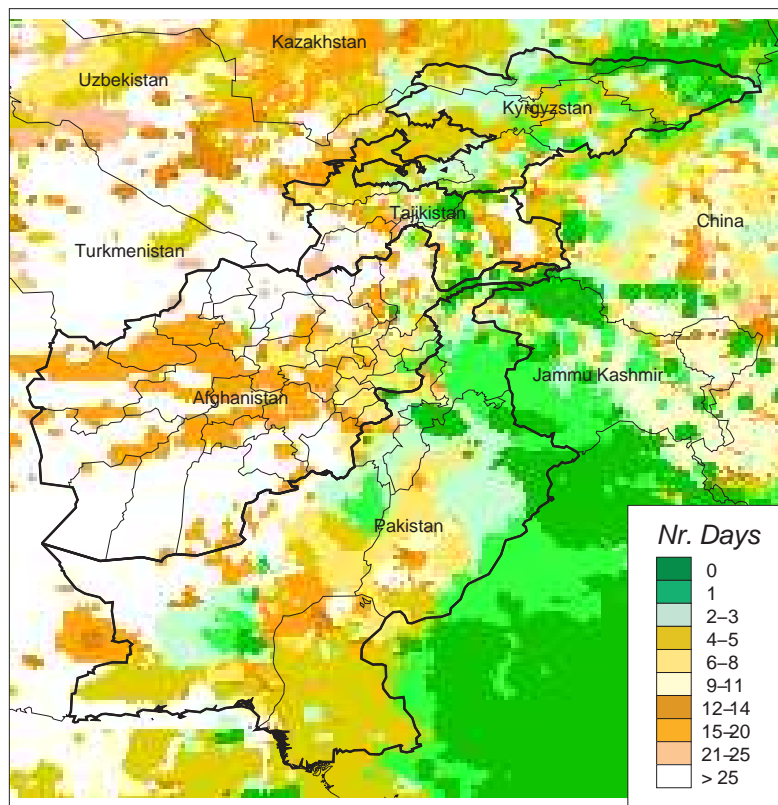 Kazakhstan
Uzbekistan
Kyrgyzstan
Tajikistan
China
Turkmenistan
Jammu Kashmir
Afghanistan
Pakistan
Nr. Days
0
1
2–3
4–5
6–8
9–11
12–14
15–20
21–25
> 25